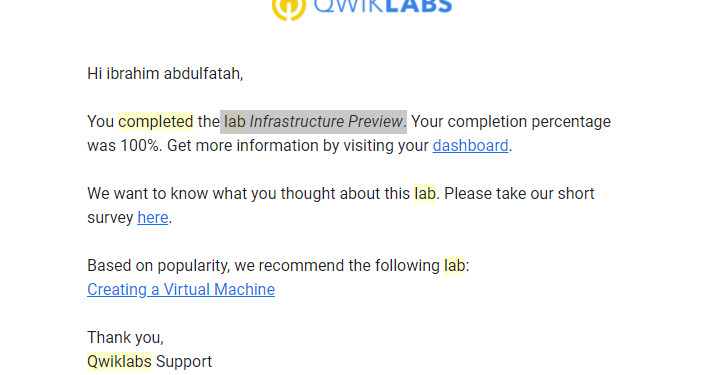 QWIKLABS
Hi ibrahim abdulfatah,
You completed the lab Infrastructure Preview. Your completion percentage
was 100%. Get more information by visiting your dashboard.
We want to know what you thought about this lab. Please take our short
survey here.
Based on popularity, we recommend the following lab:
Creating a Virtual Machine
Thank you,
Qwiklabs Support